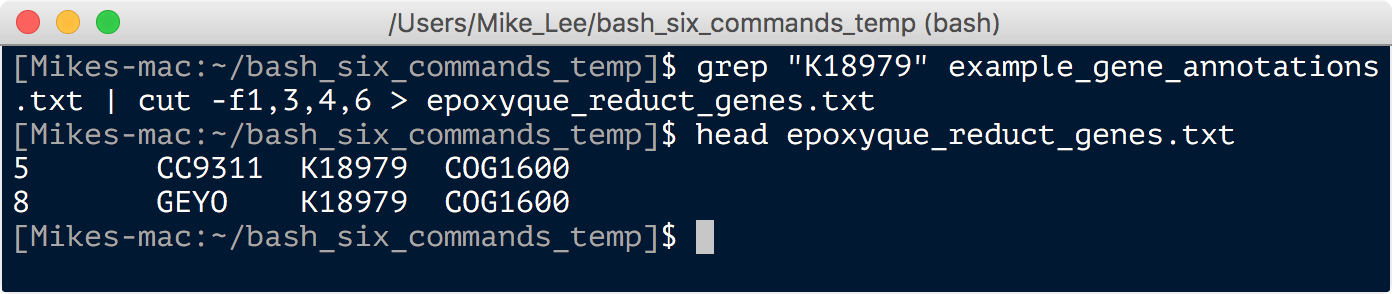 /Users/Mike_Lee/bash_six_commands_temp (bash)
[Mikes-mac:~/bash_six_commands_temp]$ grep "K18979" example_gene_annotations
.txt | cut -f1,3,4,6 > epoxyque_reduct_genes.txt
[Mikes-mac:~/bash_six_commands_temp]$ head epoxyque_reduct_genes.txt
5       CC9311  K18979  COG1600
8       GEYO    K18979  COG1600
[Mikes-mac:~/bash_six_commands_temp]$